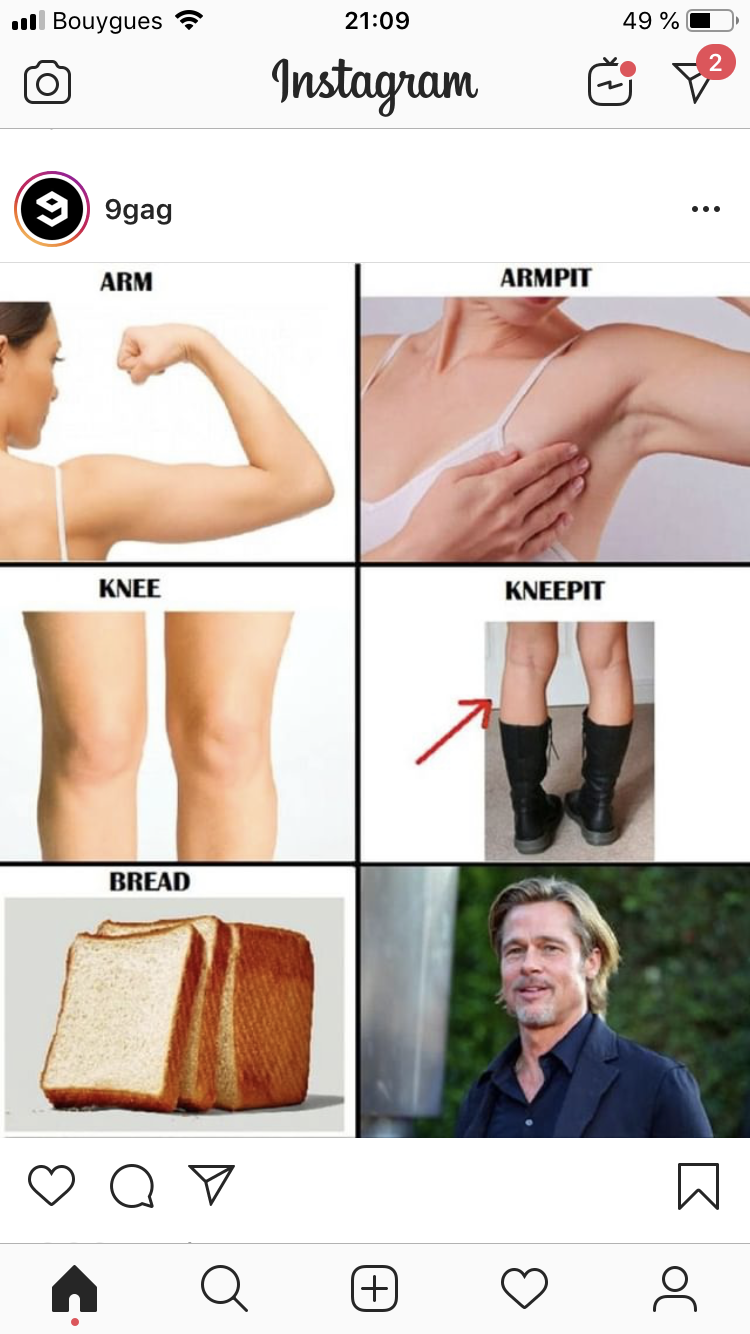 Bouygues 21:09 49 %
Instagram
2
9gag
ARM
ARMPIT
KNEE
KNEEPIT
BREAD